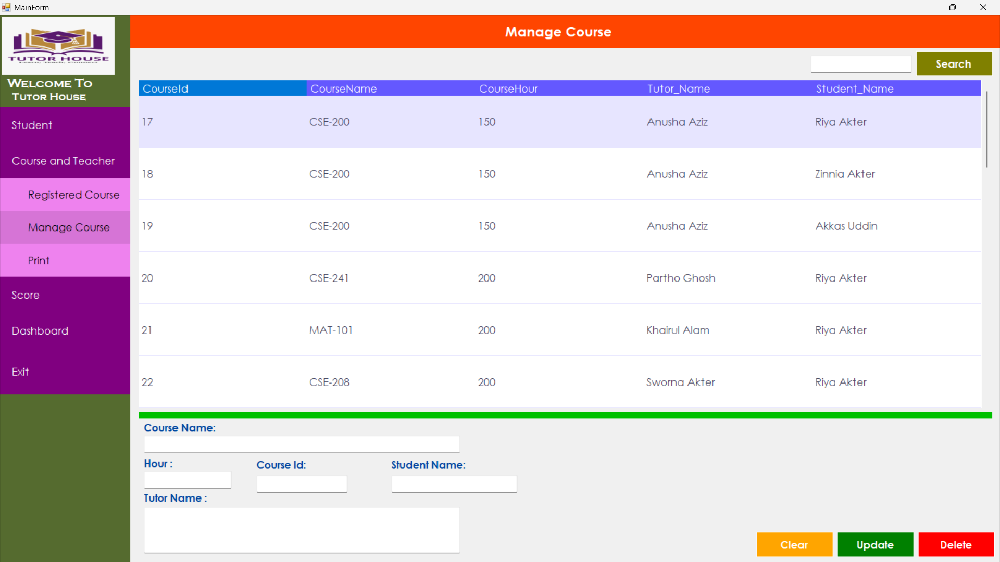 MainForm
TUTOR HOUSE
Learn, Teach, Connect
WELCOME TO
TUTOR HOUSE
Student
Course and Teacher
Registered Course
Manage Course
Print
Score
Dashboard
Exit
Manage Course
Search
CourseId CourseName CourseHour Tutor_Name Student_Name
17 CSE-200 150 Anusha Aziz Riya Akter
18 CSE-200 150 Anusha Aziz Zinnia Akter
19 CSE-200 150 Anusha Aziz Akkas Uddin
20 CSE-241 200 Partho Ghosh Riya Akter
21 MAT-101 200 Khairul Alam Riya Akter
22 CSE-208 200 Sworna Akter Riya Akter
Course Name:
Hour : Course Id: Student Name:
Tutor Name :
Clear Update Delete